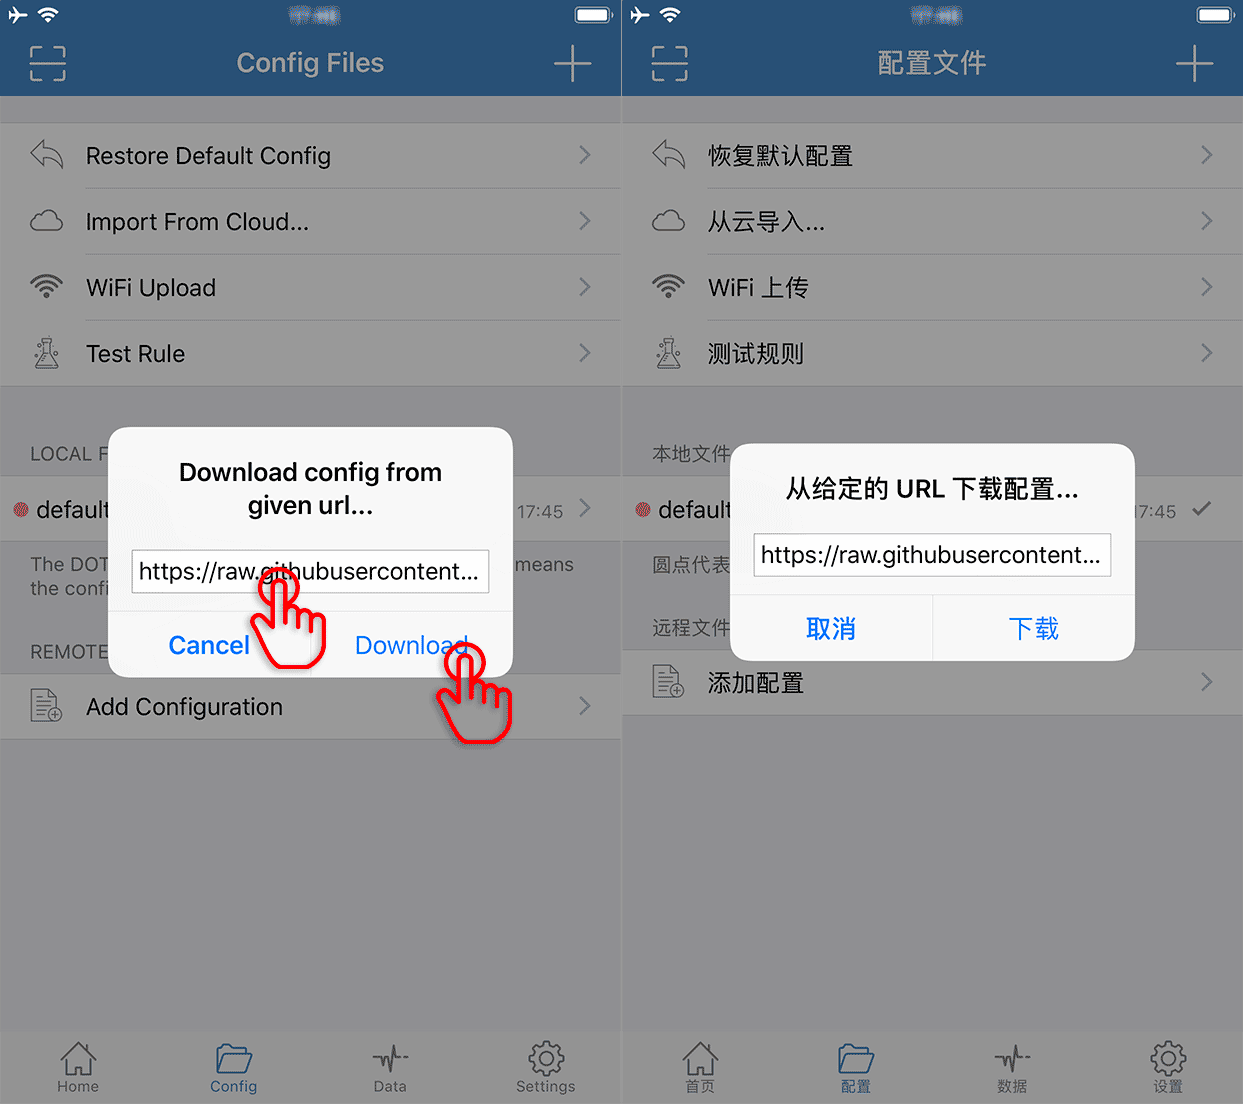 Config Files
Restore Default Config
Import From Cloud...
WiFi Upload
Test Rule
LOCAL F
default
17:45
The DOT
means
the confi
REMOTE
Add Configuration
Download config from
given url...
https://raw.githubusercontent...
Cancel
Download
Home
Config
Data
Settings
配置文件
恢复默认配置
从云导入...
WiFi 上传
测试规则
本地文件
default
17:45
圆点代表
远程文件
添加配置
从给定的 URL 下载配置...
https://raw.githubusercontent...
取消
下载
首页
配置
数据
设置